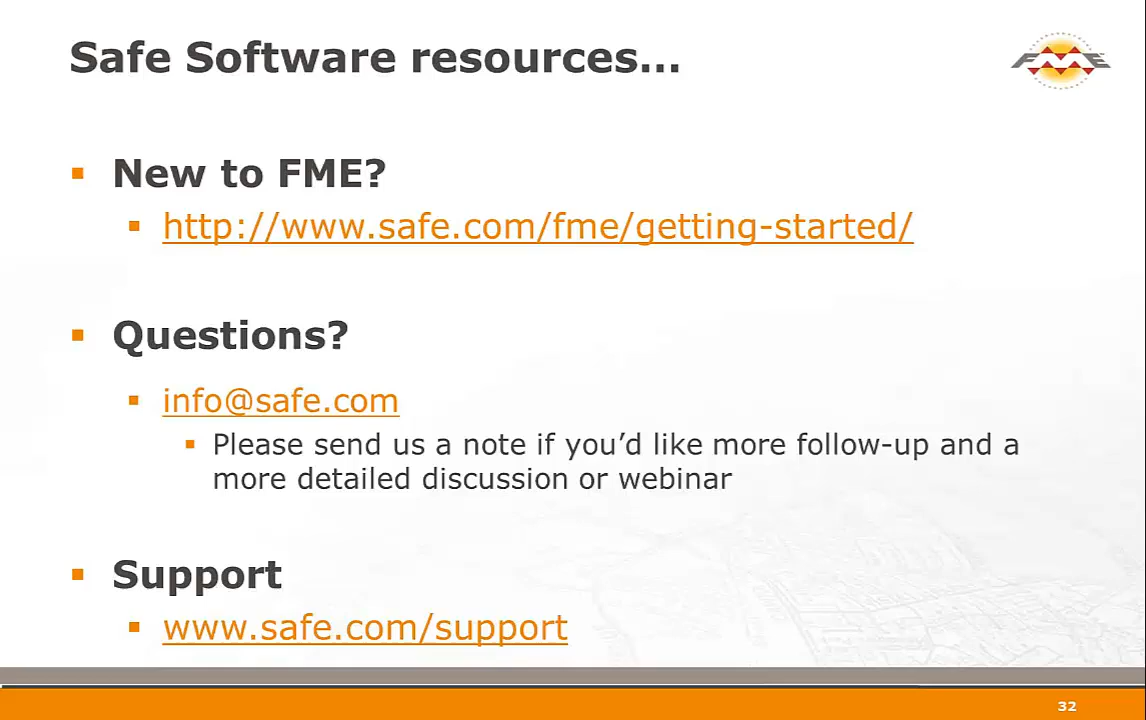 Safe Software resources...
FME
▪ New to FME?
▪ http://www.safe.com/fme/getting-started/
▪ Questions?
▪ info@safe.com
▪ Please send us a note if you’d like more follow-up and a
more detailed discussion or webinar
▪ Support
▪ www.safe.com/support
32